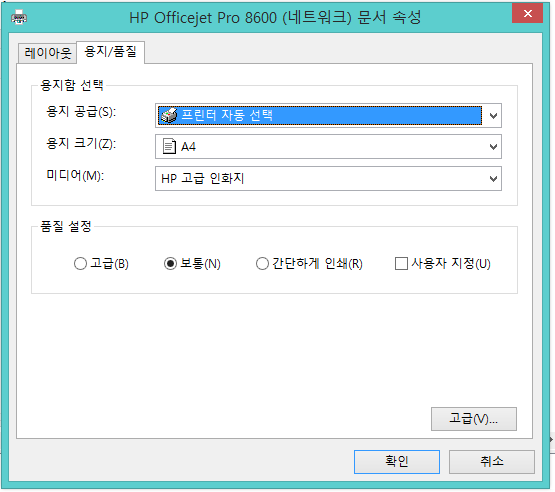 HP Officejet Pro 8600 (네트워크) 문서 속성
레이아웃 용지/품질
용지함 선택
용지 공급(S): 프린터 자동 선택
용지 크기(Z): A4
미디어(M): HP 고급 인화지
품질 설정
고급(B) 보통(N) 간단하게 인쇄(R) 사용자 지정(U)
고급(V)...
확인 취소